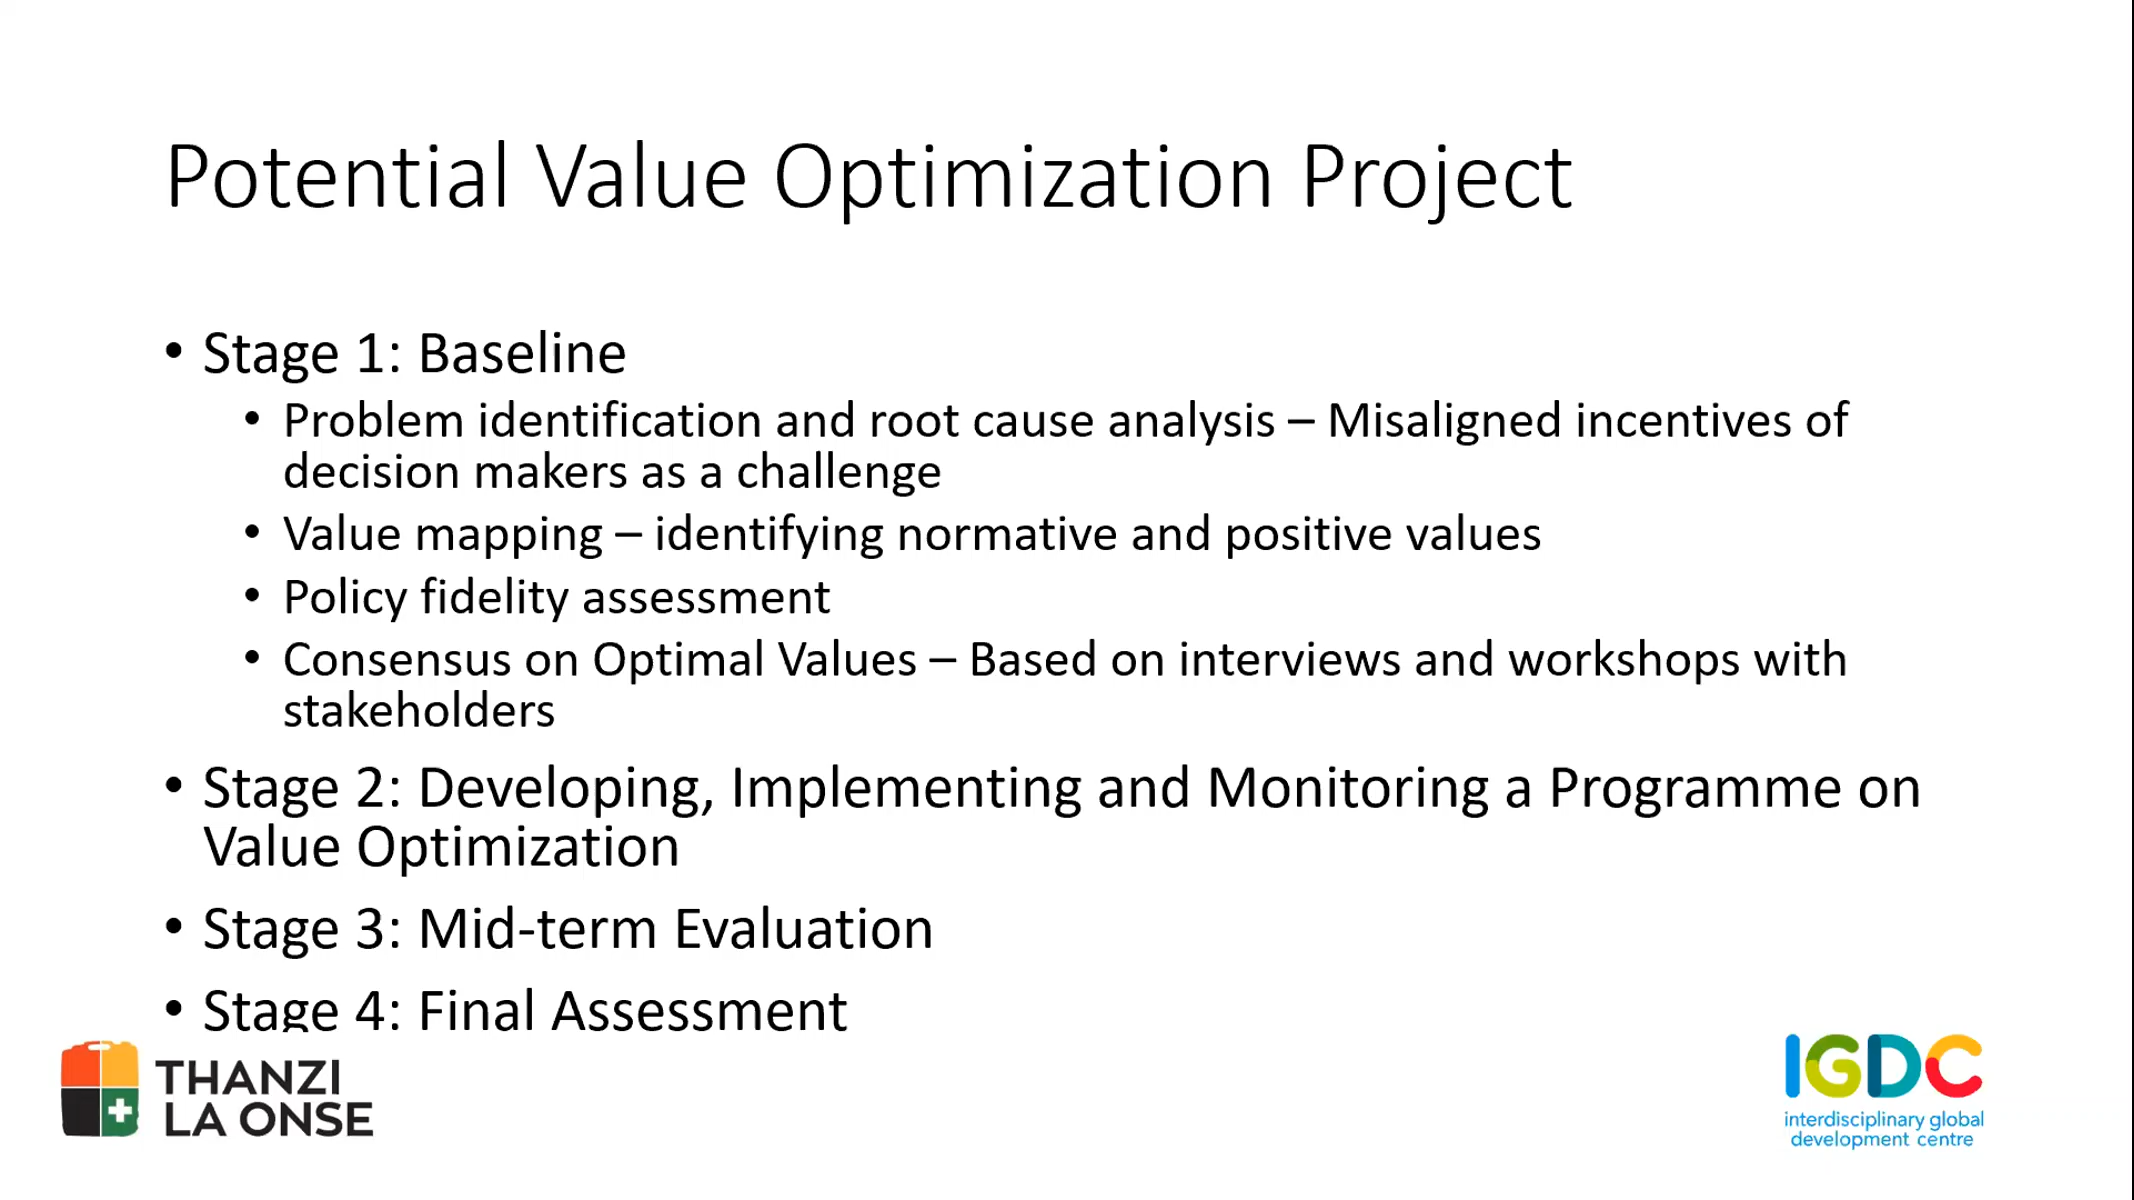 Potential Value Optimization Project
• Stage 1: Baseline
• Problem identification and root cause analysis – Misaligned incentives of
decision makers as a challenge
• Value mapping – identifying normative and positive values
• Policy fidelity assessment
• Consensus on Optimal Values – Based on interviews and workshops with
stakeholders
• Stage 2: Developing, Implementing and Monitoring a Programme on
Value Optimization
• Stage 3: Mid-term Evaluation
• Stage 4: Final Assessment
THANZI
LA ONSE
IGDC
interdisciplinary global
development centre